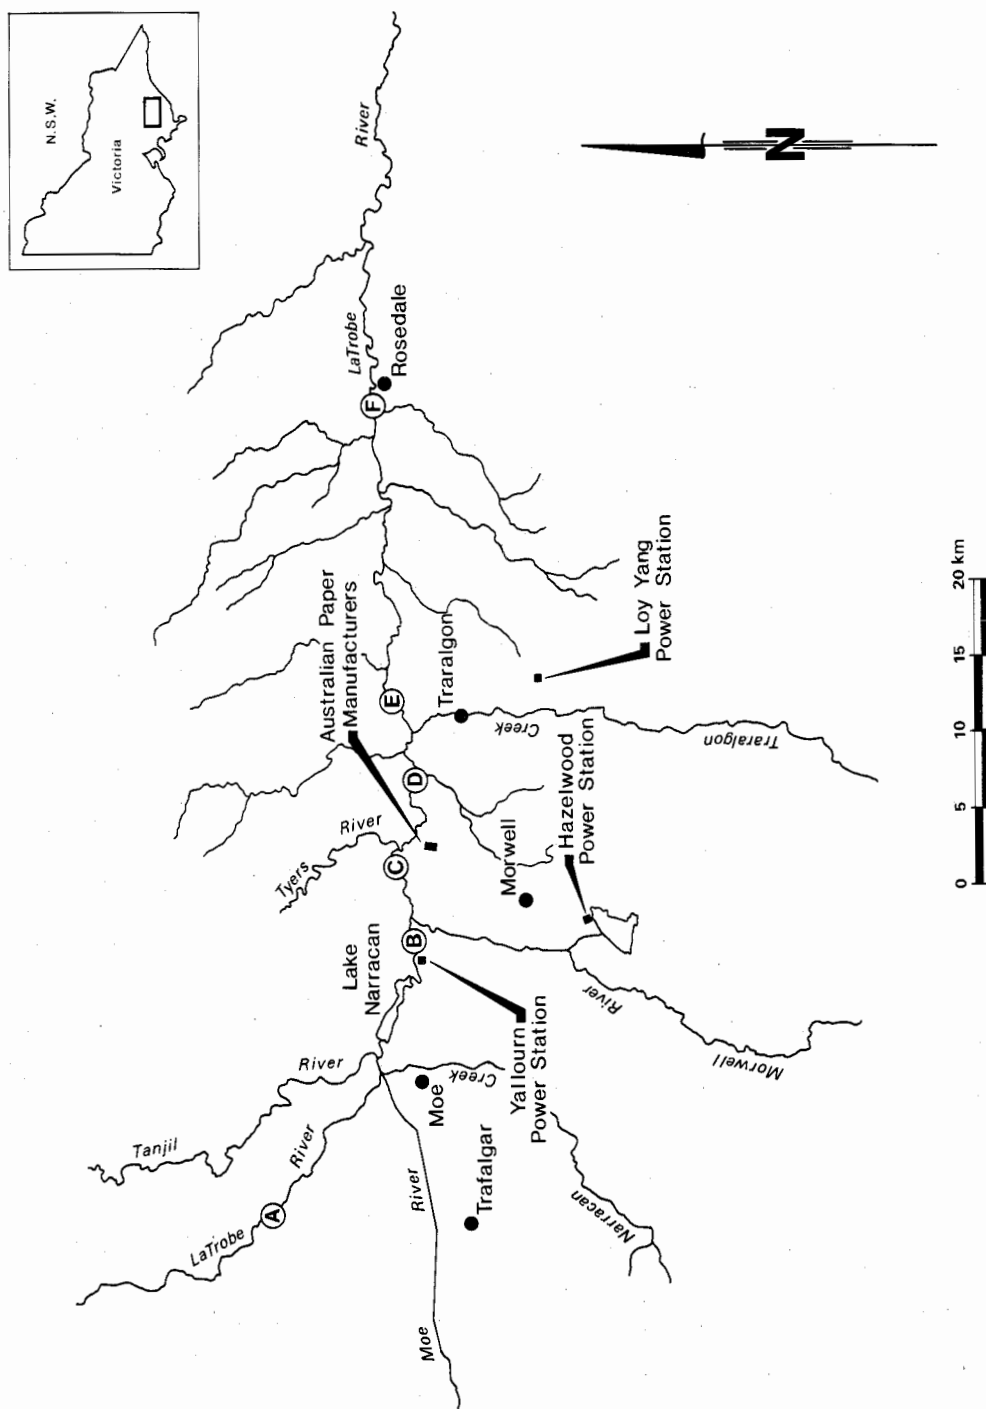 N.S.W.
Victoria
N
LaTrobe
River
Tanjil
River
Moe
River
Trafalgar
Moe
Narracan
Creek
Lake
Narracan
Yallourn
Power Station
Morwell
River
Tyers
River
Morwell
Hazelwood
Power Station
Australian Paper
Manufacturers
Traralgon
Traralgon
Creek
Loy Yang
Power Station
LaTrobe
River
Rosedale
A
B
C
D
E
F
0 5 10 15 20 km